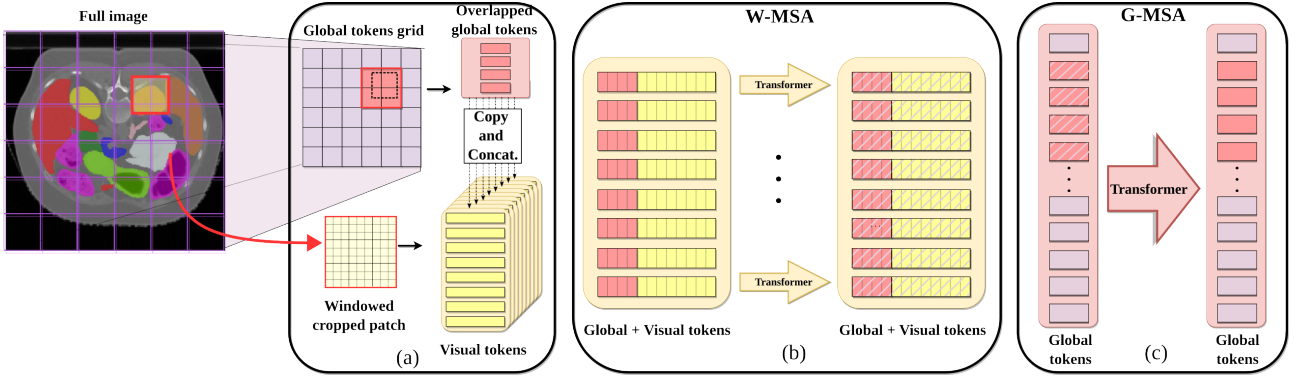 Full image
Global tokens grid
Overlapped
global tokens
Copy
and
Concat.
Windowed
cropped patch
Visual tokens
(a)
W-MSA
Transformer
Transformer
Global + Visual tokens
Global + Visual tokens
(b)
G-MSA
Transformer
Global
tokens
Global
tokens
(c)